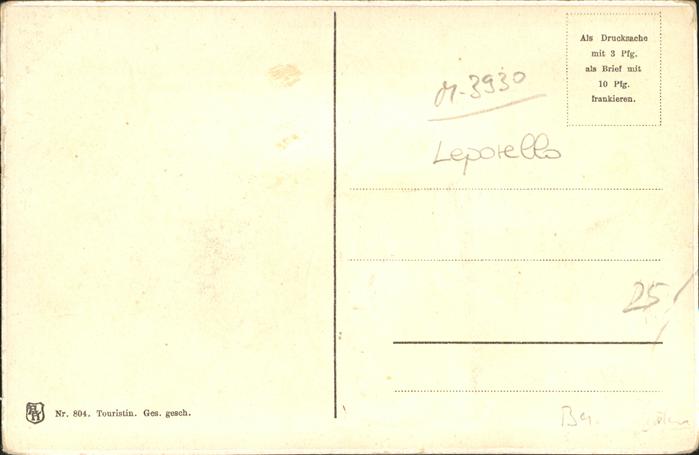 Als Drucksache
mit 3 Pfg.
als Brief mit
10 Pfg.
frankieren.
M-3930
Leporello
25
Nr. 804. Touristin. Ges. gesch.